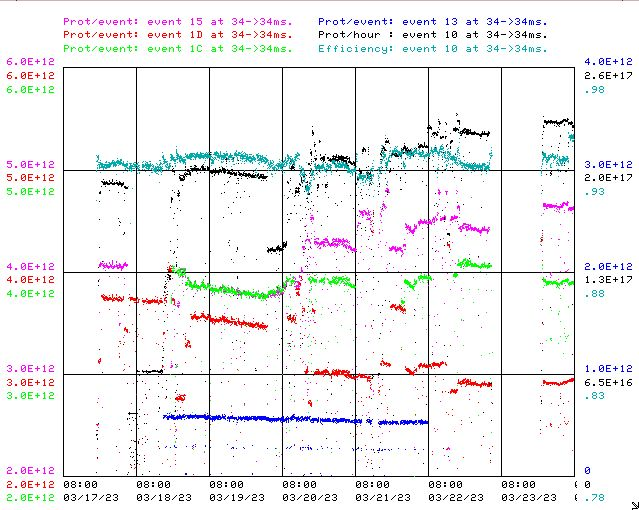 Prot/event: event 15 at 34->34ms. Prot/event: event 13 at 34->34ms.
Prot/event: event 1D at 34->34ms. Prot/hour : event 10 at 34->34ms.
Prot/event: event 1C at 34->34ms. Efficiency: event 10 at 34->34ms.
6.0E+12 4.0E+12
6.0E+12 2.6E+17
6.0E+12 .98
5.0E+12 3.0E+12
5.0E+12 2.0E+17
5.0E+12 .93
4.0E+12 2.0E+12
4.0E+12 1.3E+17
4.0E+12 .88
3.0E+12 1.0E+12
3.0E+12 6.5E+16
3.0E+12 .83
2.0E+12 0
2.0E+12 08:00 08:00 08:00 08:00 08:00 08:00 08:00 0
2.0E+12 03/17/23 03/18/23 03/19/23 03/20/23 03/21/23 03/22/23 03/23/23 .78